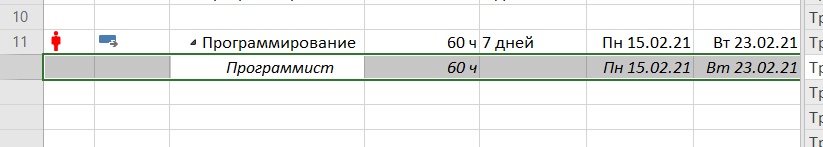 10 Тр
11 Программирование 60 ч 7 дней Пн 15.02.21 Вт 23.02.21 Тр
Программист 60 ч Пн 15.02.21 Вт 23.02.21 Тр
Тр
Тр
Тр